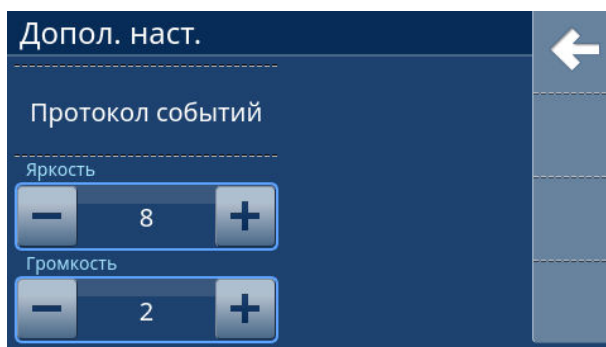 Допол. наст.
Протокол событий
Яркость
8
Громкость
2